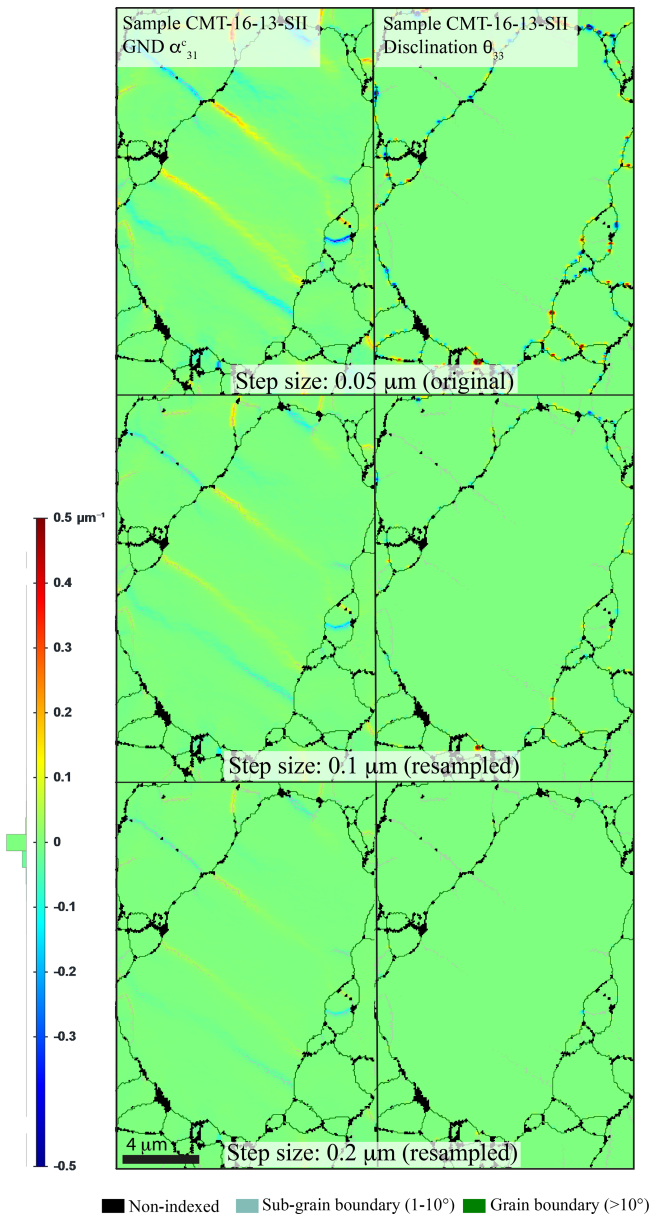 Sample CMT-16-13-SII
GND αᶜ₃₁
Sample CMT-16-13-SII
Disclination θ₃₃
Step size: 0.05 μm (original)
Step size: 0.1 μm (resampled)
0.5 μm⁻¹
0.4
0.3
0.2
0.1
0
-0.1
-0.2
-0.3
-0.5
4 μm
Step size: 0.2 μm (resampled)
Non-indexed
Sub-grain boundary (1-10°)
Grain boundary (>10°)